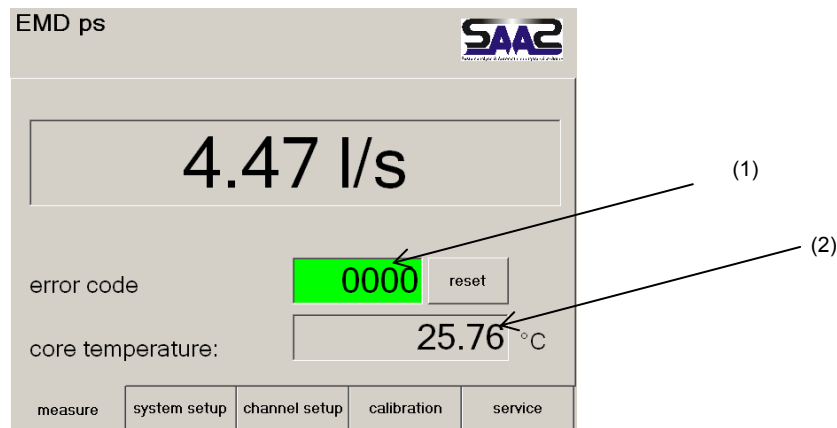 EMD ps
SAAS
4.47 l/s
(1)
(2)
error code 0000 reset
core temperature: 25.76 °C
measure system setup channel setup calibration service